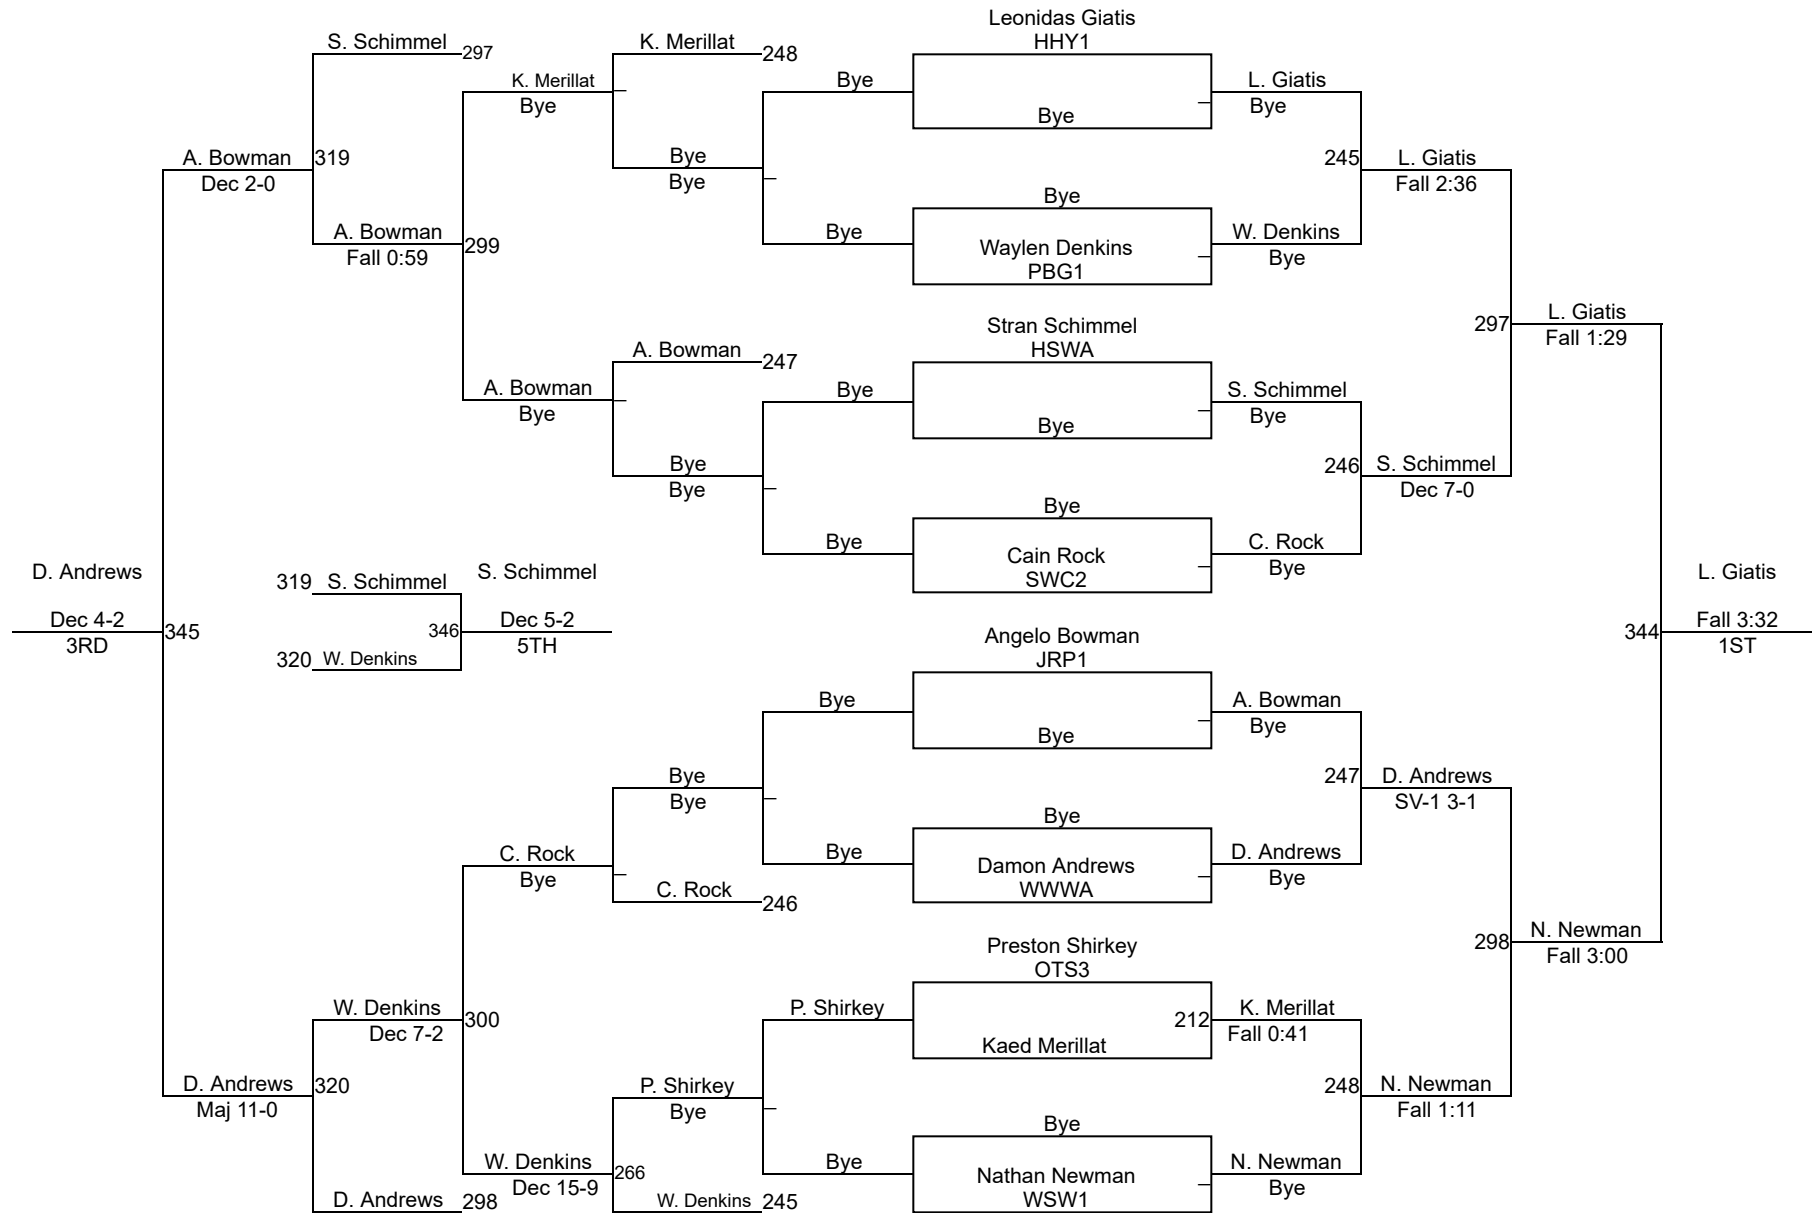 Leonidas Giatis
HHY1
S. Schimmel 297
K. Merillat 248
K. Merillat
Bye
Bye
L. Giatis
Bye
Bye
Bye
Bye
A. Bowman 319
Dec 2-0
245 L. Giatis
Fall 2:36
Bye
A. Bowman
Fall 0:59
299
Bye
Waylen Denkins
PBG1
W. Denkins
Bye
297 L. Giatis
Fall 1:29
Stran Schimmel
HSWA
A. Bowman 247
A. Bowman
Bye
Bye
S. Schimmel
Bye
Bye
Bye
Bye
246 S. Schimmel
Dec 7-0
Bye
Bye
Cain Rock
SWC2
C. Rock
Bye
D. Andrews
Dec 4-2
3RD
345
319 S. Schimmel
S. Schimmel
346
Dec 5-2
5TH
320 W. Denkins
L. Giatis
344
Fall 3:32
1ST
Angelo Bowman
JRP1
Bye
A. Bowman
Bye
Bye
Bye
Bye
247 D. Andrews
SV-1 3-1
Bye
C. Rock
Bye
Bye
Damon Andrews
WWWA
D. Andrews
Bye
C. Rock 246
298 N. Newman
Fall 3:00
Preston Shirkey
OTS3
W. Denkins
Dec 7-2
300
P. Shirkey
212 K. Merillat
Fall 0:41
Kaed Merillat
D. Andrews 320
Maj 11-0
P. Shirkey
Bye
248 N. Newman
Fall 1:11
Bye
W. Denkins
Dec 15-9
266
Bye
Nathan Newman
WSW1
N. Newman
Bye
D. Andrews 298
W. Denkins 245